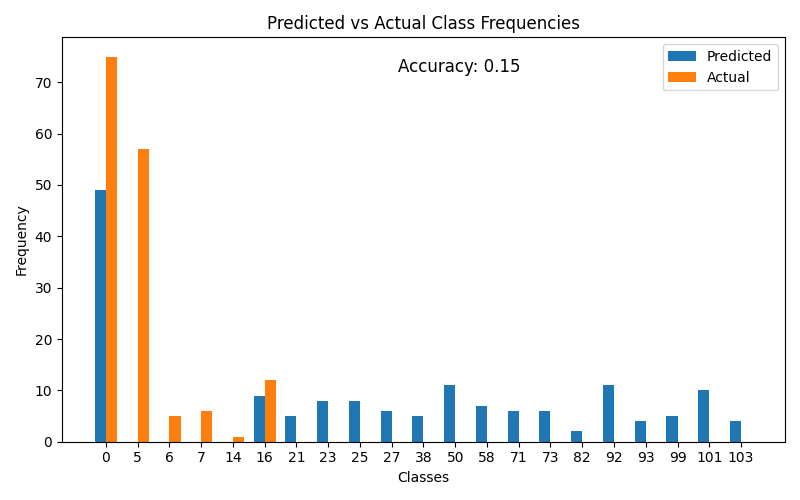 Predicted vs Actual Class Frequencies
Accuracy: 0.15
Predicted
Actual
Frequency
70
60
50
40
30
20
10
0
0 5 6 7 14 16 21 23 25 27 38 50 58 71 73 82 92 93 99 101 103
Classes